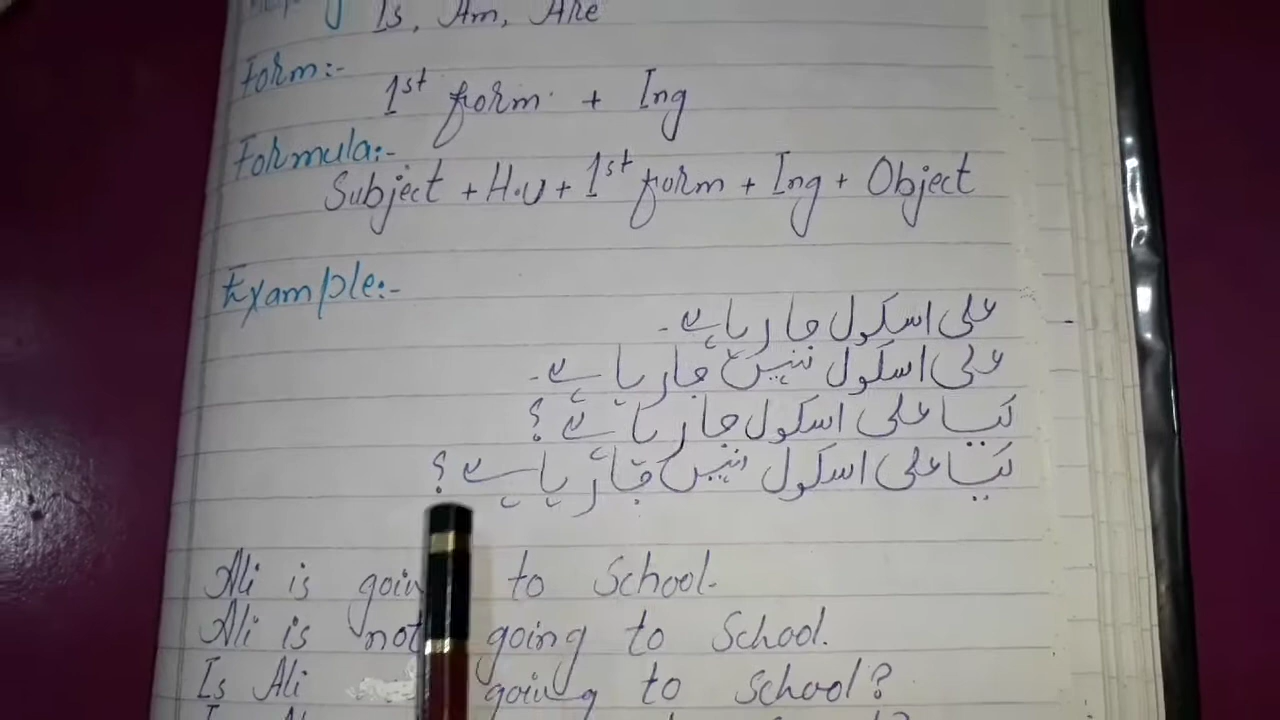 Is, Am, Are
Form:-
1st form + Ing
Formula:-
Subject + H.V + 1st form + Ing + Object
Example:-
علی اسکول جا رہا ہے۔
علی اسکول نہیں جا رہا ہے۔
کیا علی اسکول جا رہا ہے؟
کیا علی اسکول نہیں جا رہا ہے؟
Ali is going to School.
Ali is not going to School.
Is Ali going to School?